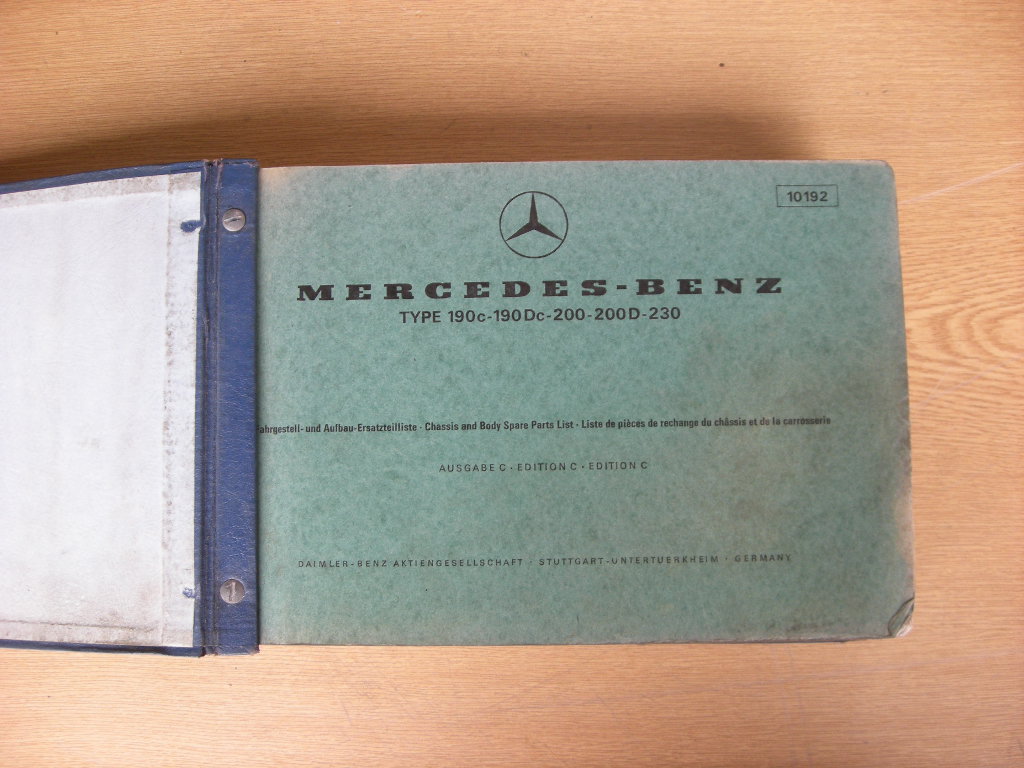 10192
MERCEDES-BENZ
TYPE 190c-190Dc-200-200D-230
ahrgestell- und Aufbau-Ersatzteilliste · Chassis and Body Spare Parts List · Liste de pièces de rechange du châssis et de la carrosserie
AUSGABE C · EDITION C · EDITION C
DAIMLER-BENZ AKTIENGESELLSCHAFT · STUTTGART-UNTERTUERKHEIM · GERMANY